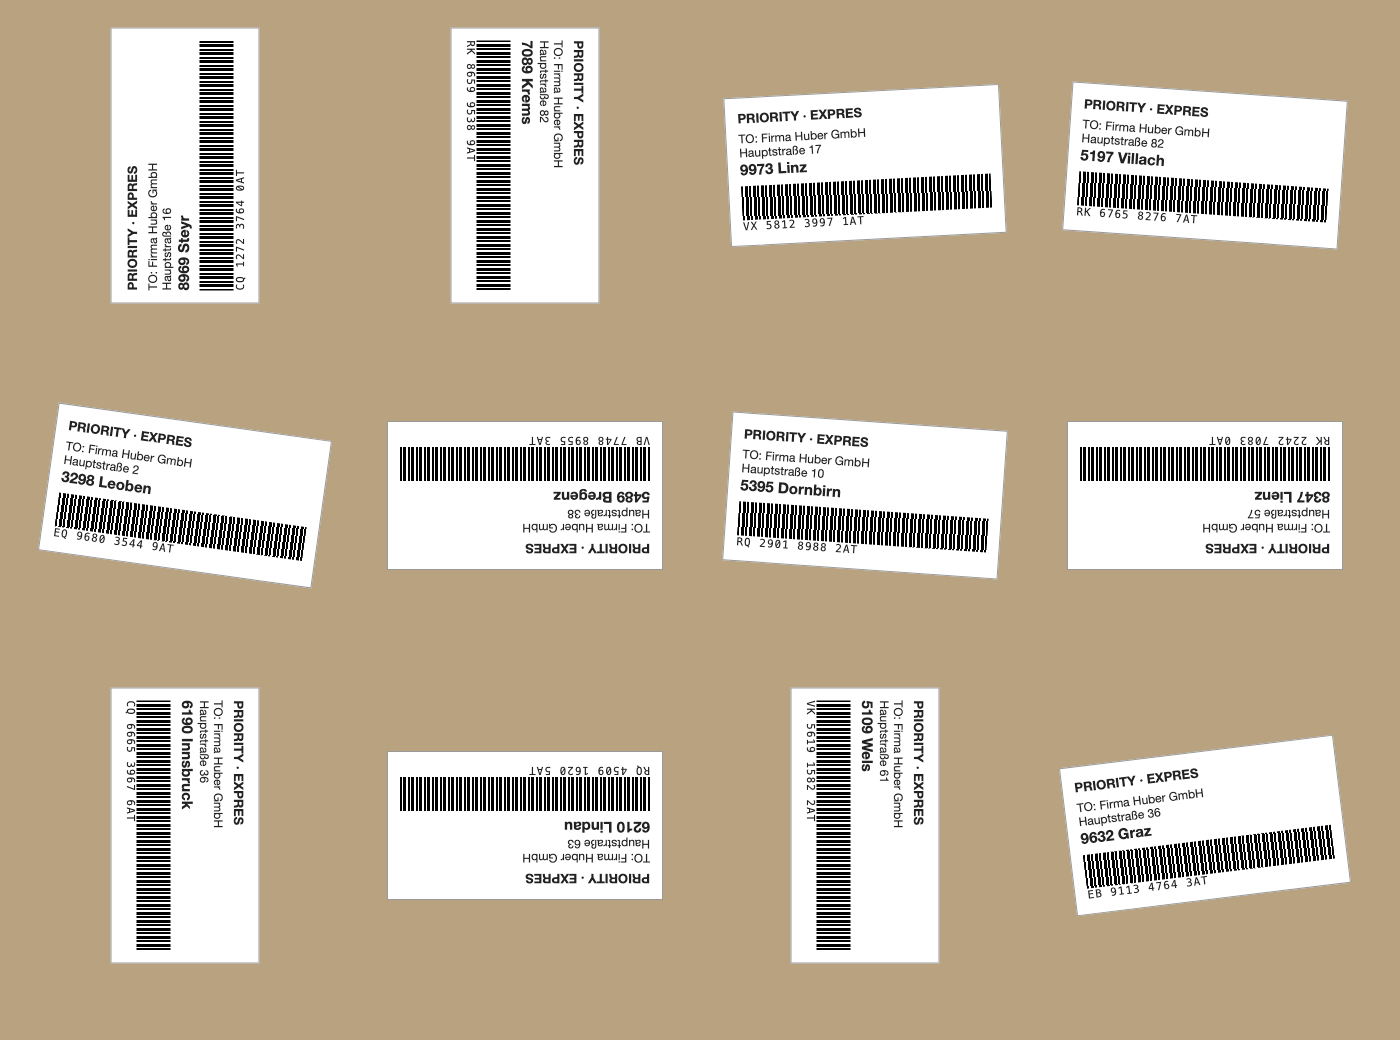 PRIORITY · EXPRES
TO: Firma Huber GmbH
Hauptstraße 16
8969 Steyr
CQ 1272 3764 0AT
PRIORITY · EXPRES
TO: Firma Huber GmbH
Hauptstraße 82
7089 Krems
RK 8659 9538 9AT
PRIORITY · EXPRES
TO: Firma Huber GmbH
Hauptstraße 17
9973 Linz
VX 5812 3997 1AT
PRIORITY · EXPRES
TO: Firma Huber GmbH
Hauptstraße 82
5197 Villach
RK 6765 8276 7AT
PRIORITY · EXPRES
TO: Firma Huber GmbH
Hauptstraße 2
3298 Leoben
EQ 9680 3544 9AT
PRIORITY · EXPRES
TO: Firma Huber GmbH
Hauptstraße 38
5489 Bregenz
VB 7748 8955 3AT
PRIORITY · EXPRES
TO: Firma Huber GmbH
Hauptstraße 10
5395 Dornbirn
RQ 2901 8988 2AT
PRIORITY · EXPRES
TO: Firma Huber GmbH
Hauptstraße 57
8347 Lienz
RK 2242 7083 0AT
PRIORITY · EXPRES
TO: Firma Huber GmbH
Hauptstraße 36
6190 Innsbruck
CQ 6665 3967 6AT
PRIORITY · EXPRES
TO: Firma Huber GmbH
Hauptstraße 63
6210 Lindau
RQ 4509 1620 5AT
PRIORITY · EXPRES
TO: Firma Huber GmbH
Hauptstraße 61
5109 Wels
VK 5619 1582 2AT
PRIORITY · EXPRES
TO: Firma Huber GmbH
Hauptstraße 36
9632 Graz
EB 9113 4764 3AT